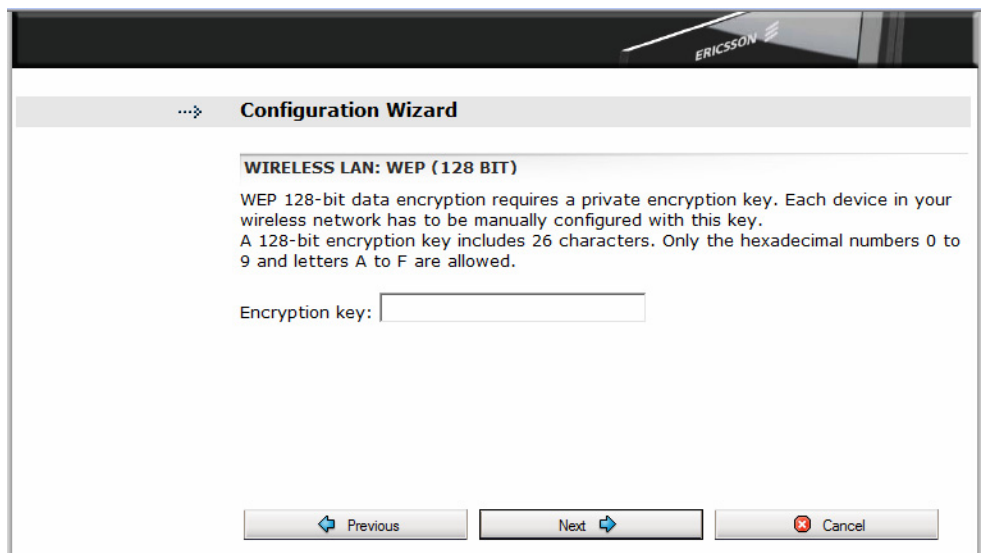 ERICSSON
Configuration Wizard
WIRELESS LAN: WEP (128 BIT)
WEP 128-bit data encryption requires a private encryption key. Each device in your
wireless network has to be manually configured with this key.
A 128-bit encryption key includes 26 characters. Only the hexadecimal numbers 0 to
9 and letters A to F are allowed.
Encryption key:
Previous
Next
Cancel